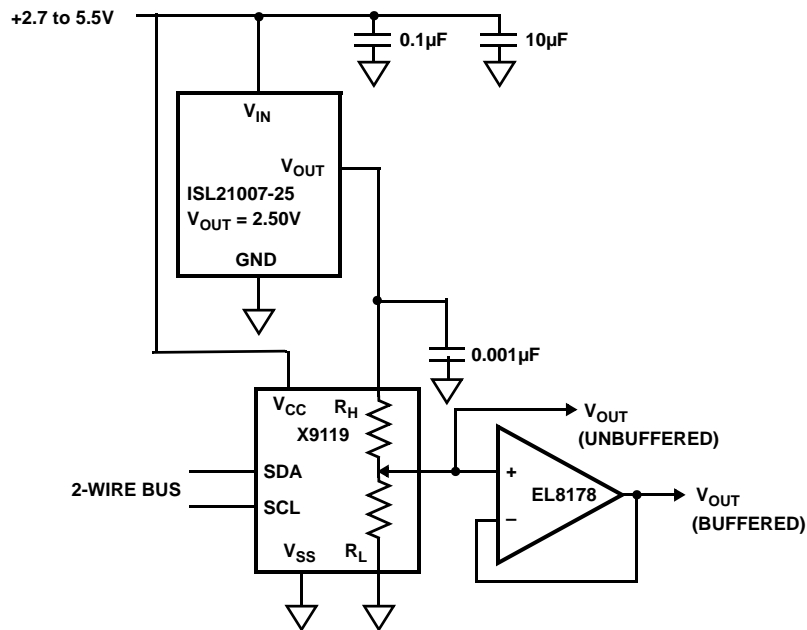 +2.7 to 5.5V
0.1µF
10µF
VIN
VOUT
ISL21007-25
VOUT = 2.50V
GND
0.001µF
VCC
RH
X9119
VOUT
(UNBUFFERED)
2-WIRE BUS
SDA
SCL
+
EL8178
–
VOUT
(BUFFERED)
VSS
RL